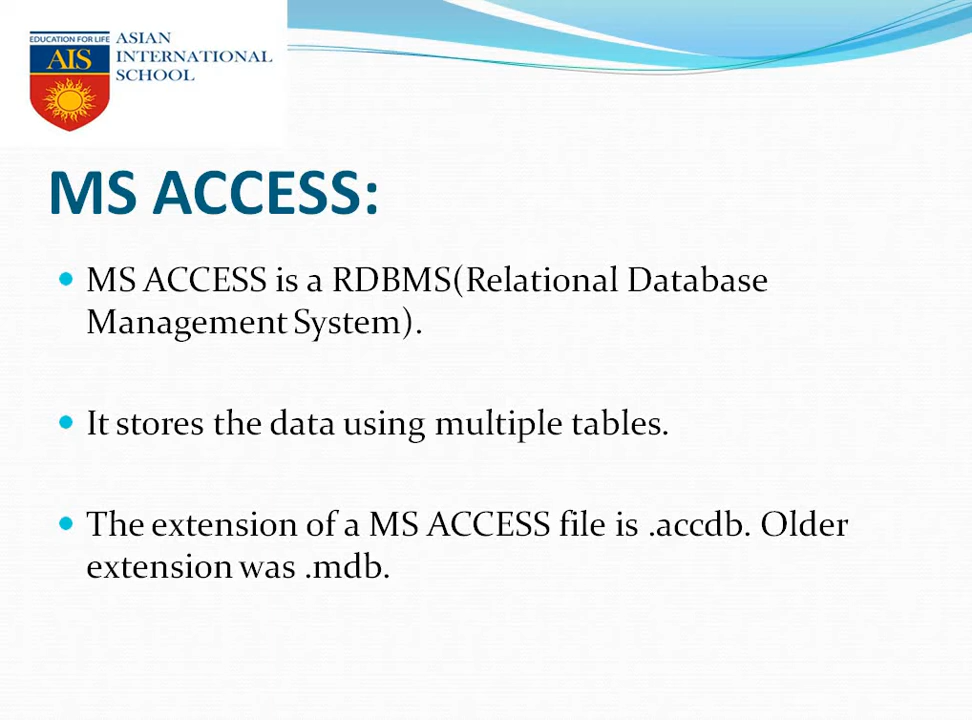 EDUCATION FOR LIFE
AIS
ASIAN
INTERNATIONAL
SCHOOL
MS ACCESS:
MS ACCESS is a RDBMS(Relational Database
Management System).
It stores the data using multiple tables.
The extension of a MS ACCESS file is .accdb. Older
extension was .mdb.